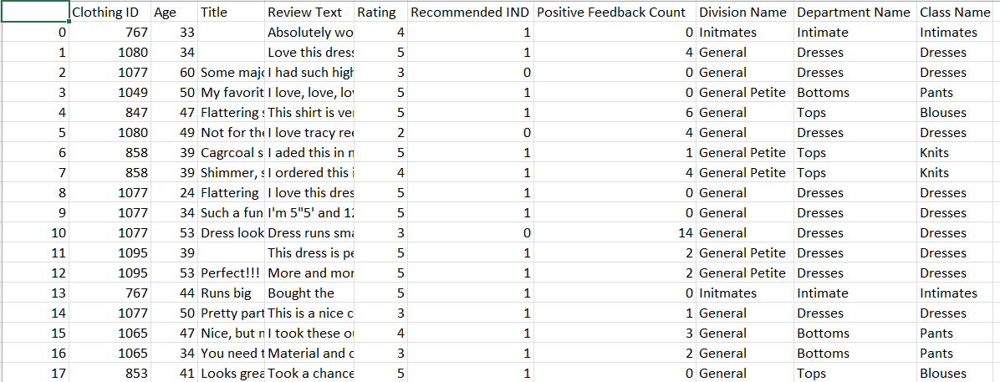 Clothing ID Age Title Review Text Rating Recommended IND Positive Feedback Count Division Name Department Name Class Name
0 767 33 Absolutely wo 4 1 0 Initmates Intimate Intimates
1 1080 34 Love this dress 5 1 4 General Dresses Dresses
2 1077 60 Some majo I had such high 3 0 0 General Dresses Dresses
3 1049 50 My favorit I love, love, lov 5 1 0 General Petite Bottoms Pants
4 847 47 Flattering s This shirt is ver 5 1 6 General Tops Blouses
5 1080 49 Not for the I love tracy ree 2 0 4 General Dresses Dresses
6 858 39 Cagrcoal s I aded this in m 5 1 1 General Petite Tops Knits
7 858 39 Shimmer, s I ordered this i 4 1 4 General Petite Tops Knits
8 1077 24 Flattering I love this dres 5 1 0 General Dresses Dresses
9 1077 34 Such a fun I'm 5"5' and 12 5 1 0 General Dresses Dresses
10 1077 53 Dress look Dress runs sma 3 0 14 General Dresses Dresses
11 1095 39 This dress is pe 5 1 2 General Petite Dresses Dresses
12 1095 53 Perfect!!! More and mor 5 1 2 General Petite Dresses Dresses
13 767 44 Runs big Bought the 5 1 0 Initmates Intimate Intimates
14 1077 50 Pretty part This is a nice c 3 1 1 General Dresses Dresses
15 1065 47 Nice, but n I took these ou 4 1 3 General Bottoms Pants
16 1065 34 You need t Material and c 3 1 2 General Bottoms Pants
17 853 41 Looks grea Took a chance 5 1 0 General Tops Blouses